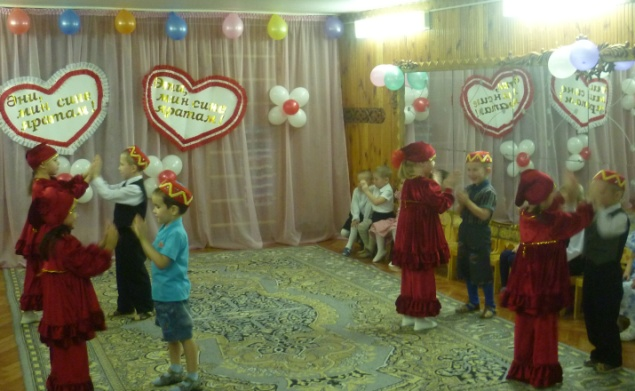 Әни,
мин сине
яратам!
Әни,
мин сине
яратам!